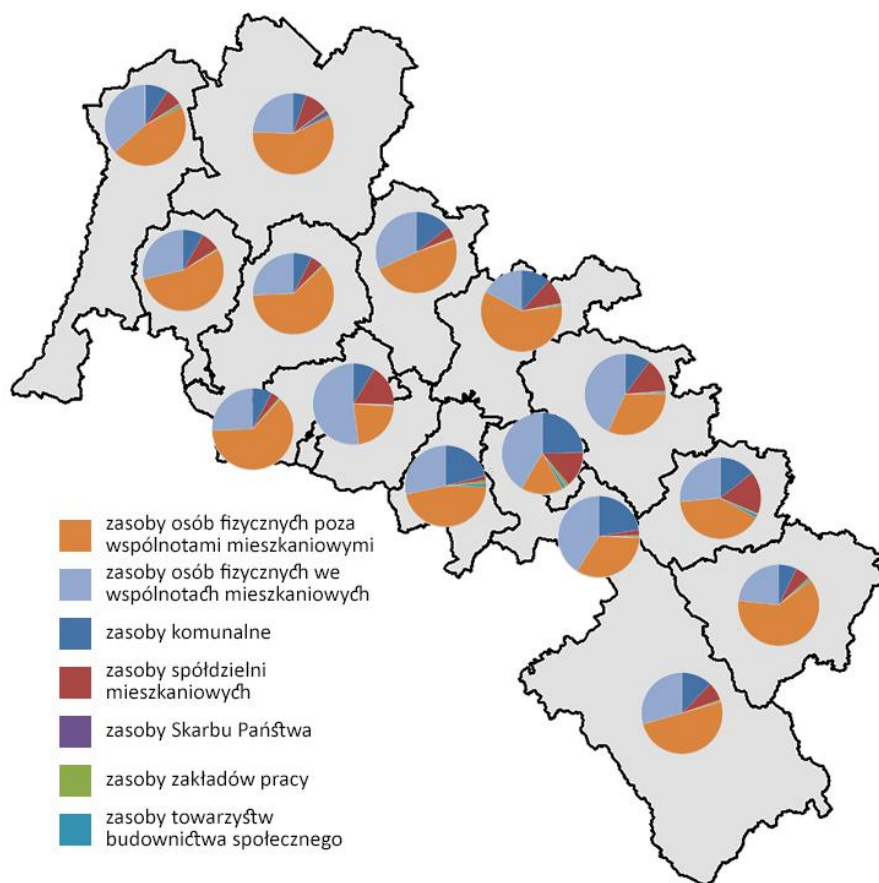 zasoby osób fizycznych poza
wspólnotami mieszkaniowymi
zasoby osób fizycznych we
wspólnotach mieszkaniowych
zasoby komunalne
zasoby spółdzielni
mieszkaniowych
zasoby Skarbu Państwa
zasoby zakładów pracy
zasoby towarzystw
budownictwa społecznego